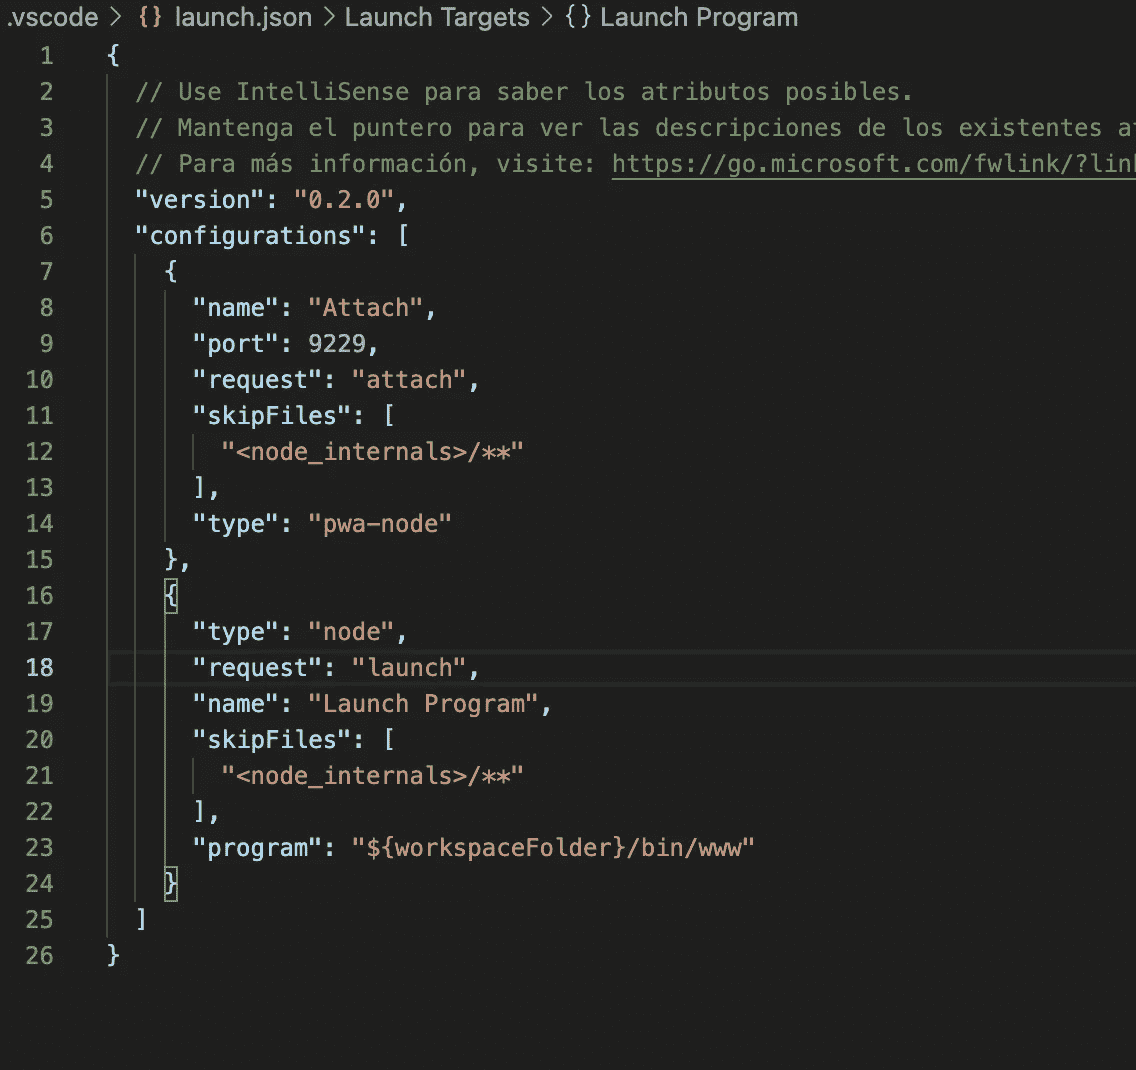 .vscode > {} launch.json > Launch Targets > {} Launch Program
1 {
2 // Use IntelliSense para saber los atributos posibles.
3 // Mantenga el puntero para ver las descripciones de los existentes
4 // Para más información, visite: https://go.microsoft.com/fwlink/?lin
5 "version": "0.2.0",
6 "configurations": [
7 {
8 "name": "Attach",
9 "port": 9229,
10 "request": "attach",
11 "skipFiles": [
12 "<node_internals>/**"
13 ],
14 "type": "pwa-node"
15 },
16 {
17 "type": "node",
18 "request": "launch",
19 "name": "Launch Program",
20 "skipFiles": [
21 "<node_internals>/**"
22 ],
23 "program": "${workspaceFolder}/bin/www"
24 }
25 ]
26 }